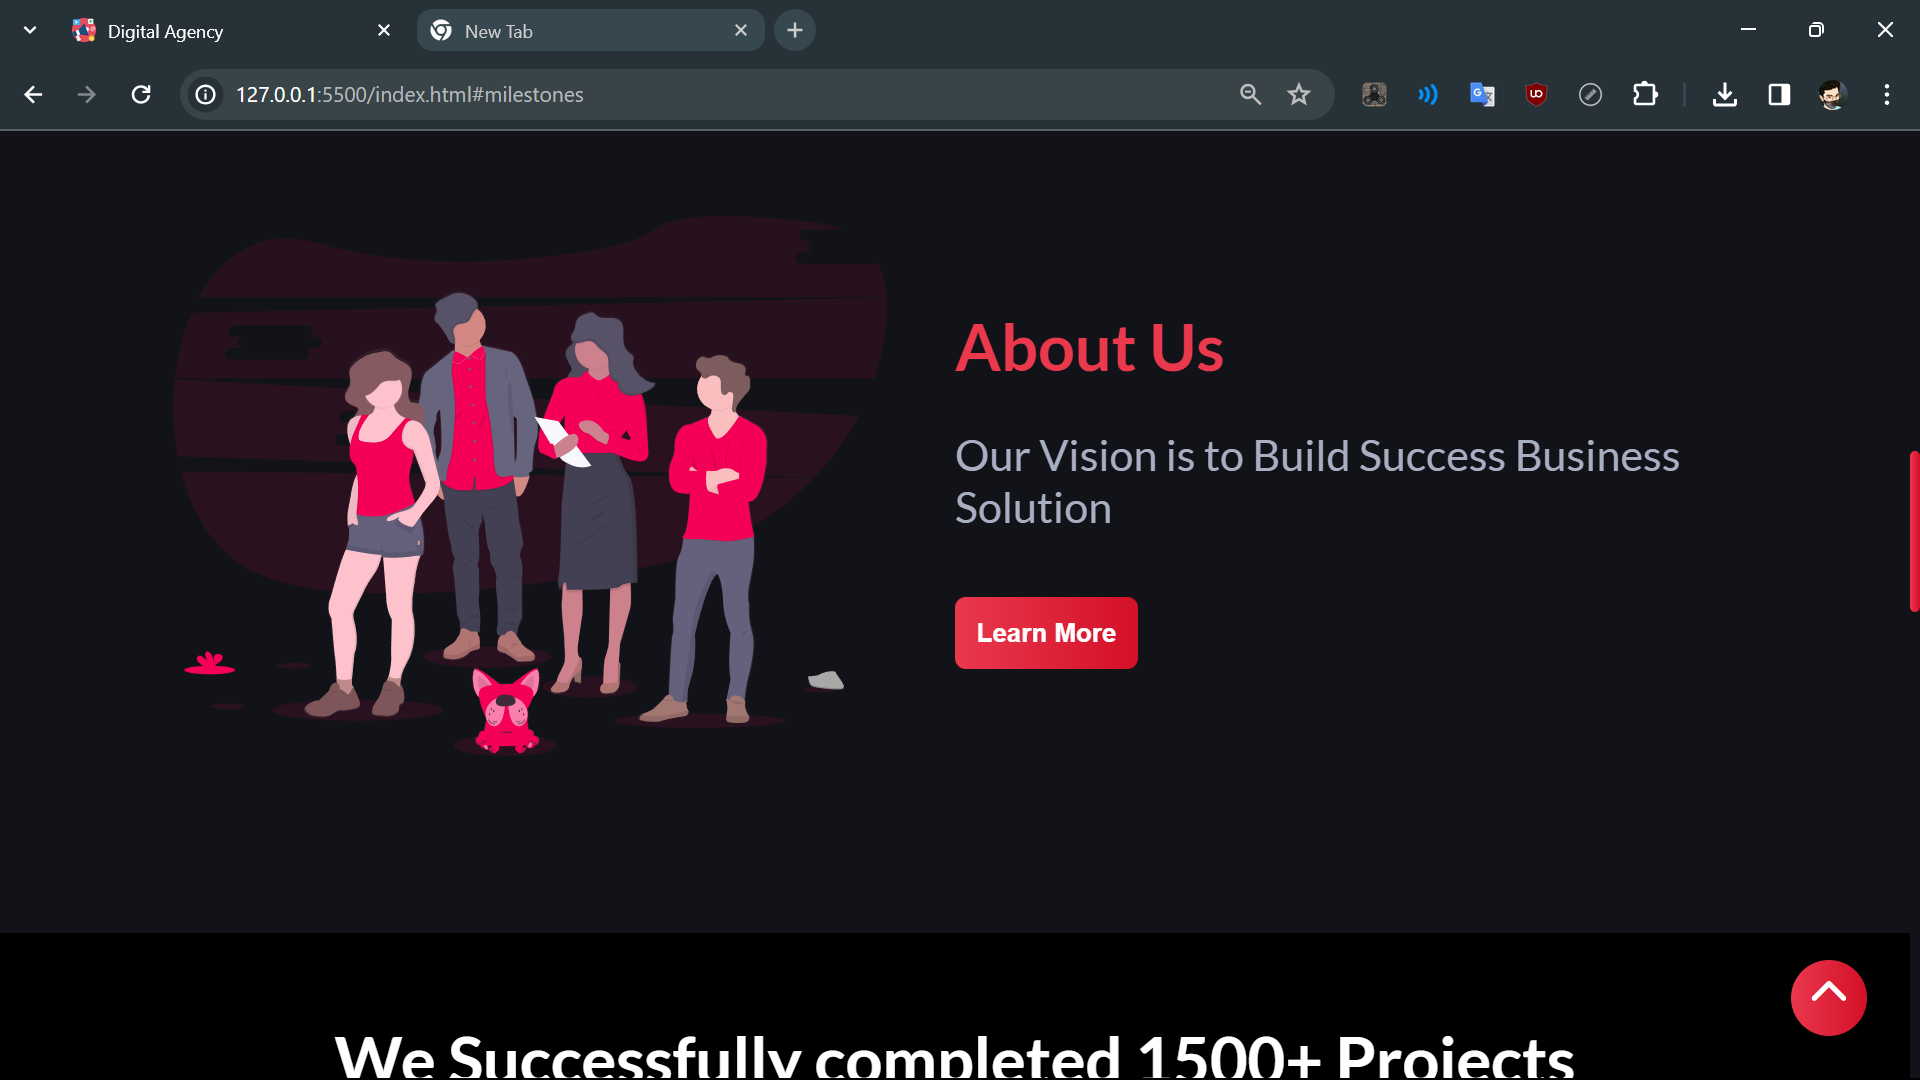 Digital Agency
New Tab
127.0.0.1:5500/index.html#milestones
About Us
Our Vision is to Build Success Business
Solution
Learn More
We Successfully completed 1500+ Projects